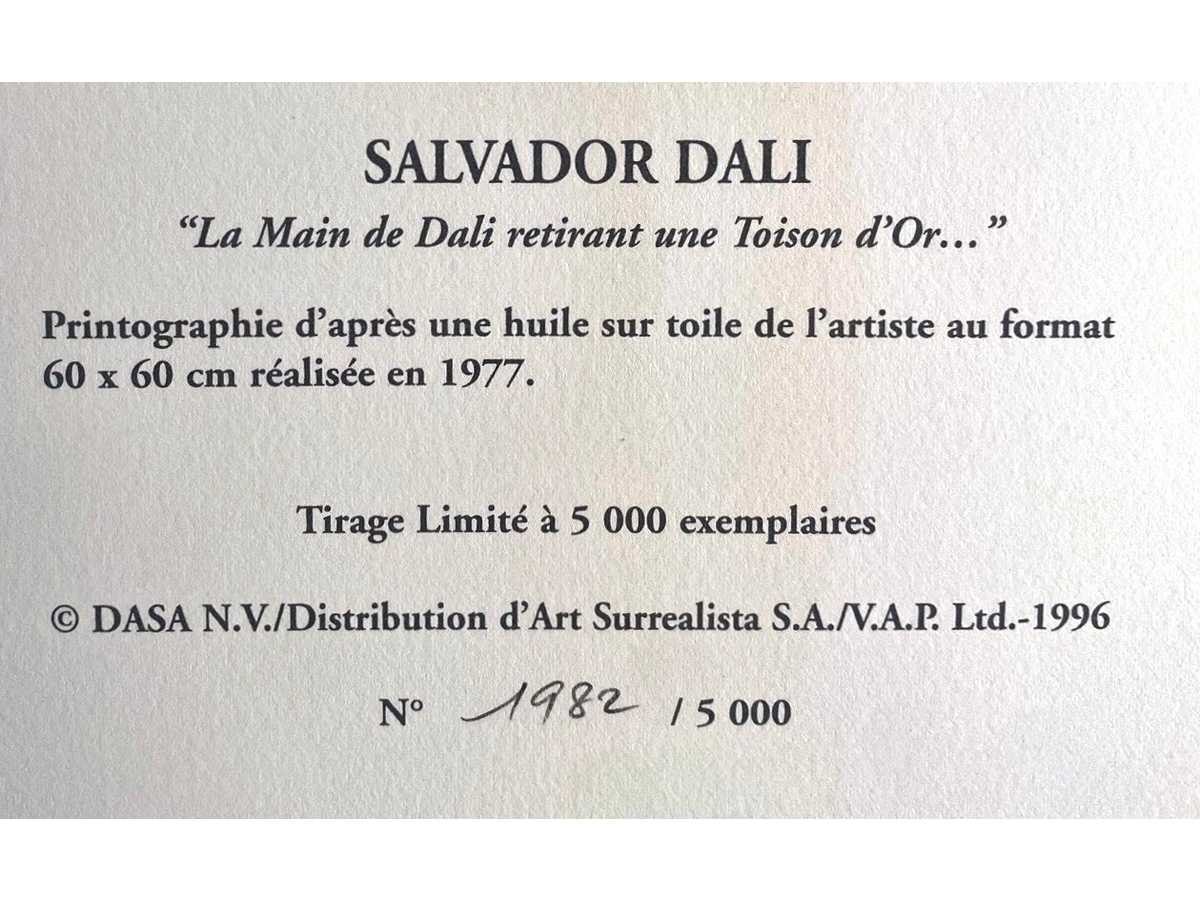 SALVADOR DALI
“La Main de Dali retirant une Toison d’Or...”
Printographie d’après une huile sur toile de l’artiste au format
60 x 60 cm réalisée en 1977.
Tirage Limité à 5 000 exemplaires
© DASA N.V./Distribution d’Art Surrealista S.A./V.A.P. Ltd.-1996
N° 1982 / 5 000